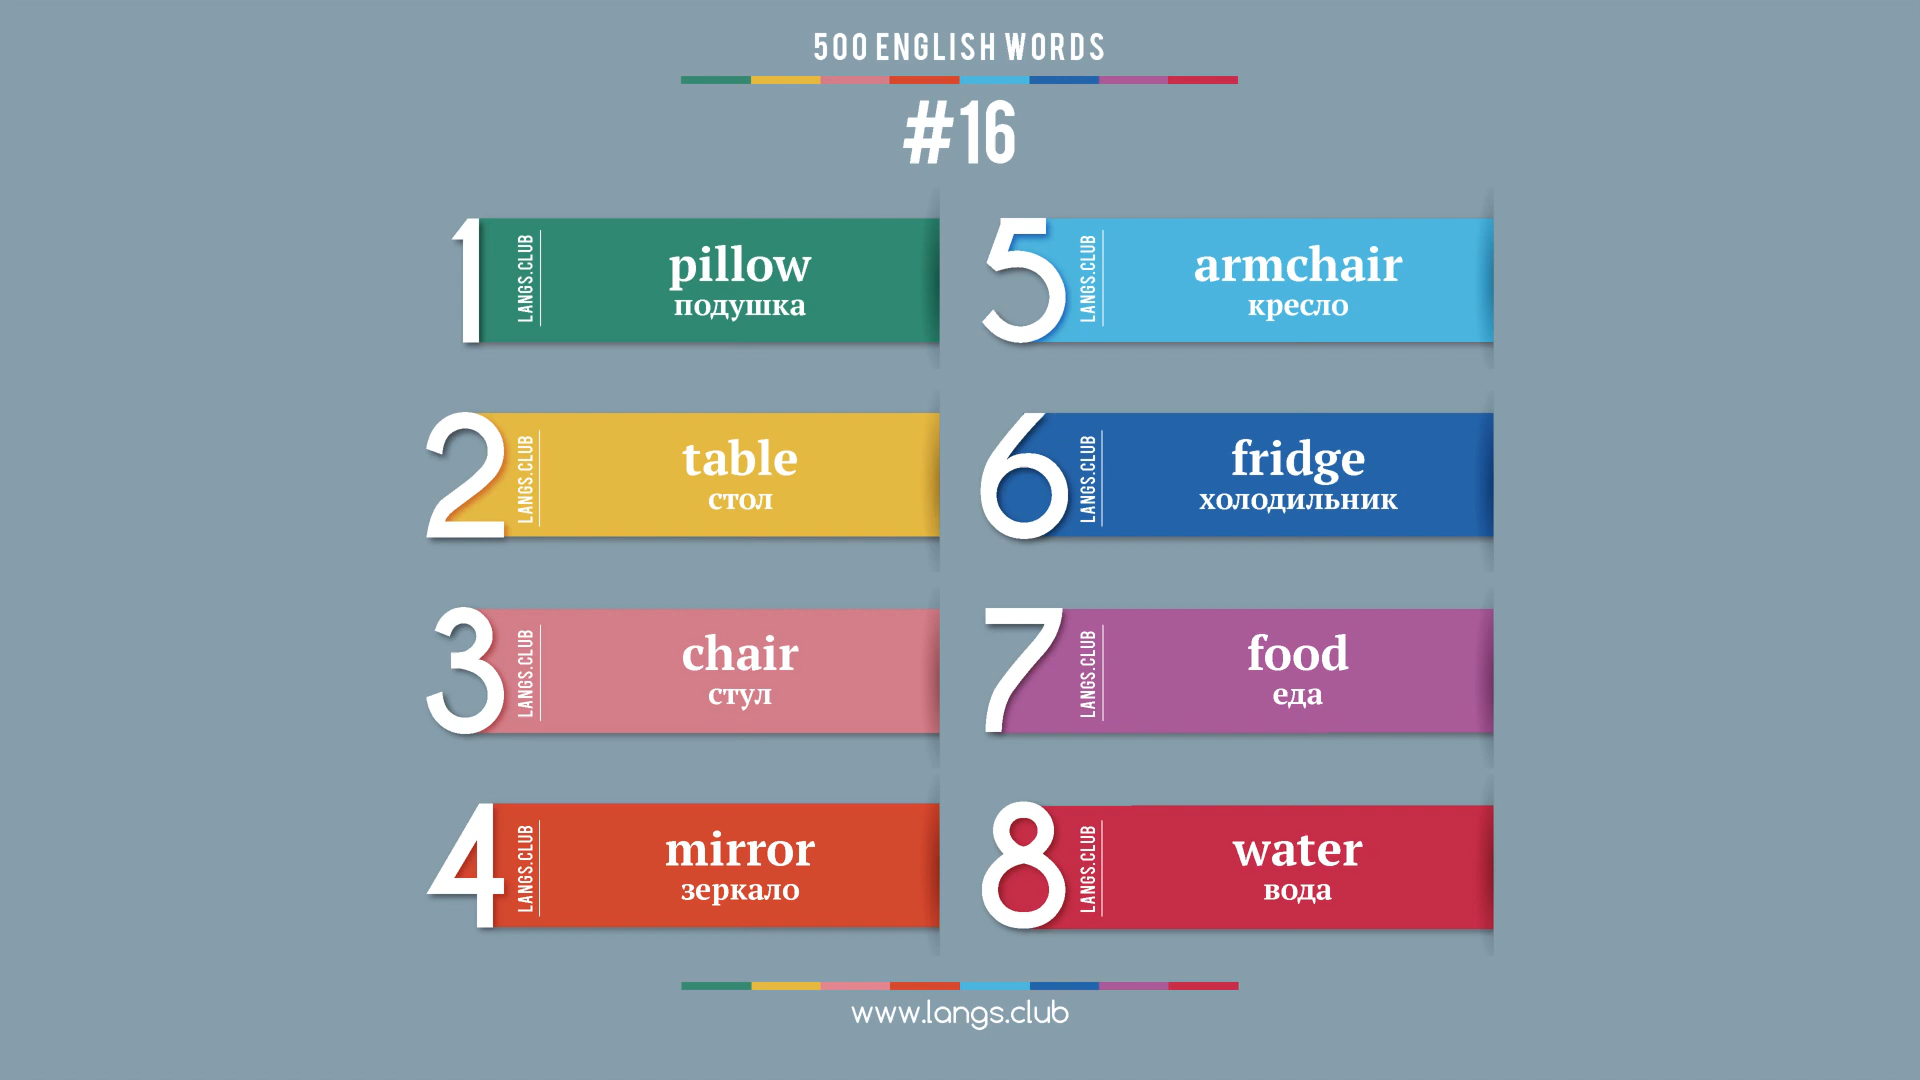 500 ENGLISH WORDS
#16
1
LANGS.CLUB
pillow
подушка
2
LANGS.CLUB
table
стол
3
LANGS.CLUB
chair
стул
4
LANGS.CLUB
mirror
зеркало
5
LANGS.CLUB
armchair
кресло
6
LANGS.CLUB
fridge
холодильник
7
LANGS.CLUB
food
еда
8
LANGS.CLUB
water
вода
www.langs.club